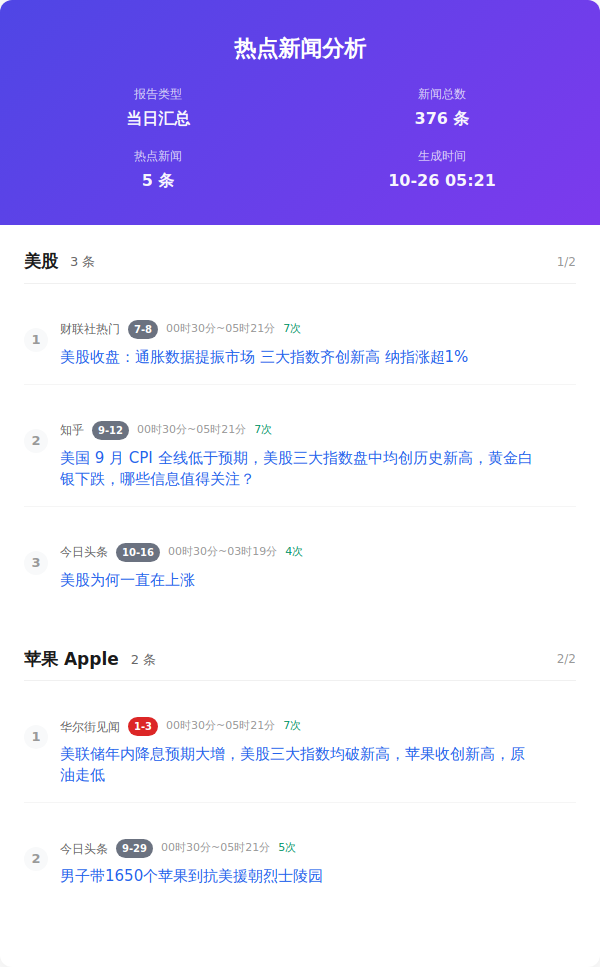 热点新闻分析
报告类型 新闻总数
当日汇总 376 条
热点新闻 生成时间
5 条 10-26 05:21
美股 3 条 1/2
1 财联社热门 7-8 00时30分~05时21分 7次
美股收盘：通胀数据提振市场 三大指数齐创新高 纳指涨超1%
2 知乎 9-12 00时30分~05时21分 7次
美国 9 月 CPI 全线低于预期，美股三大指数盘中均创历史新高，黄金白
银下跌，哪些信息值得关注？
3 今日头条 10-16 00时30分~03时19分 4次
美股为何一直在上涨
苹果 Apple 2 条 2/2
1 华尔街见闻 1-3 00时30分~05时21分 7次
美联储年内降息预期大增，美股三大指数均破新高，苹果收创新高，原
油走低
2 今日头条 9-29 00时30分~05时21分 5次
男子带1650个苹果到抗美援朝烈士陵园